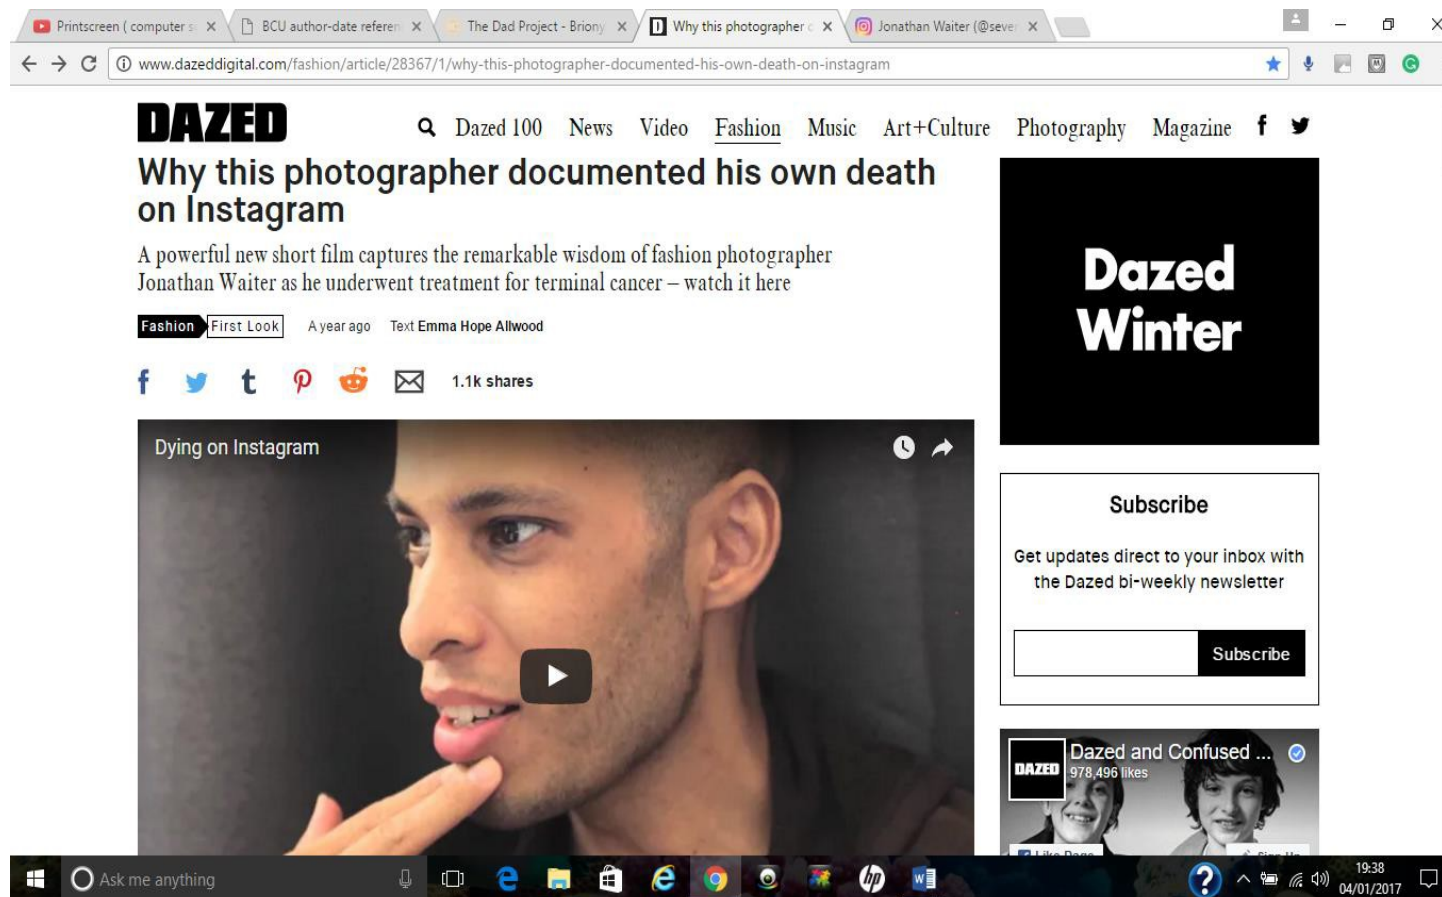 Printscreen ( computer s
BCU author-date referen
The Dad Project - Briony
Why this photographer
Jonathan Waiter (@seve
www.dazeddigital.com/fashion/article/28367/1/why-this-photographer-documented-his-own-death-on-instagram
DAZED
Dazed 100 News Video Fashion Music Art+Culture Photography Magazine
Why this photographer documented his own death
on Instagram
A powerful new short film captures the remarkable wisdom of fashion photographer
Jonathan Waiter as he underwent treatment for terminal cancer – watch it here
Fashion First Look A year ago Text Emma Hope Allwood
1.1k shares
Dying on Instagram
Dazed
Winter
Subscribe
Get updates direct to your inbox with
the Dazed bi-weekly newsletter
Subscribe
DAZED
Dazed and Confused ...
978,496 likes
Like Page
Sign Up
Ask me anything
19:38
04/01/2017